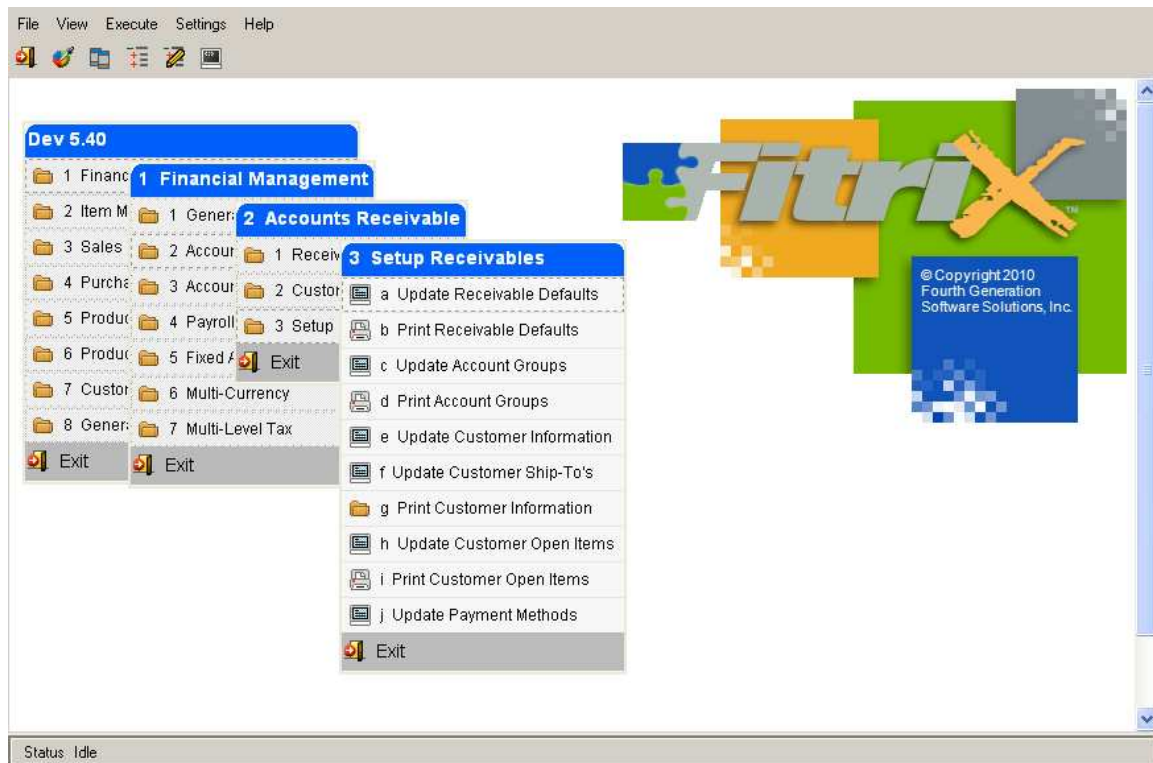 File View Execute Settings Help
Dev 5.40
1 Financ
2 Item M
3 Sales
4 Purcha
5 Produc
6 Produc
7 Custor
8 Genera
Exit
1 Financial Management
1 Genera
2 Accour
3 Accour
4 Payroll
5 Fixed A
6 Multi-Currency
7 Multi-Level Tax
Exit
2 Accounts Receivable
1 Receiv
2 Custor
3 Setup
Exit
3 Setup Receivables
a Update Receivable Defaults
b Print Receivable Defaults
c Update Account Groups
d Print Account Groups
e Update Customer Information
f Update Customer Ship-To's
g Print Customer Information
h Update Customer Open Items
i Print Customer Open Items
j Update Payment Methods
Exit
FitriX
TM
©Copyright2010
Fourth Generation
Software Solutions, Inc.
Status Idle